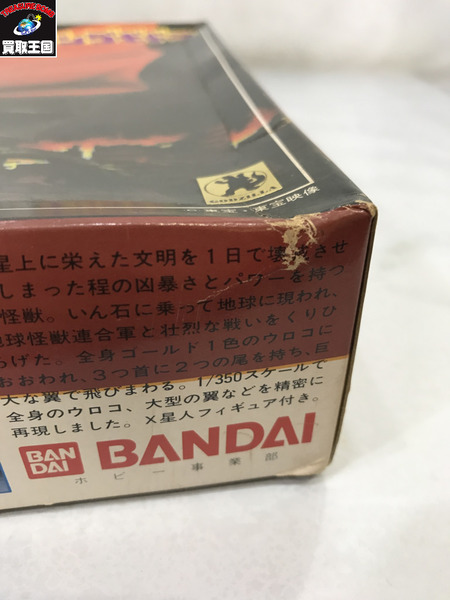 買取王国
GODZILLA
©東宝・東宝映像
星上に栄えた文明を1日で壊滅させ
しまった程の凶暴さとパワーを持つ
怪獣。いん石に乗って地球に現われ、
地球怪獣連合軍と壮烈な戦いをくりひ
ろげた。全身ゴールド1色のウロコに
おおわれ、3つ首に2つの尾を持ち、巨
大な翼で飛びまわる。1/350スケールで
全身のウロコ、大型の翼などを精密に
再現しました。X星人フィギュア付き。
BAN
DAI
BANDAI
ホビー事業部